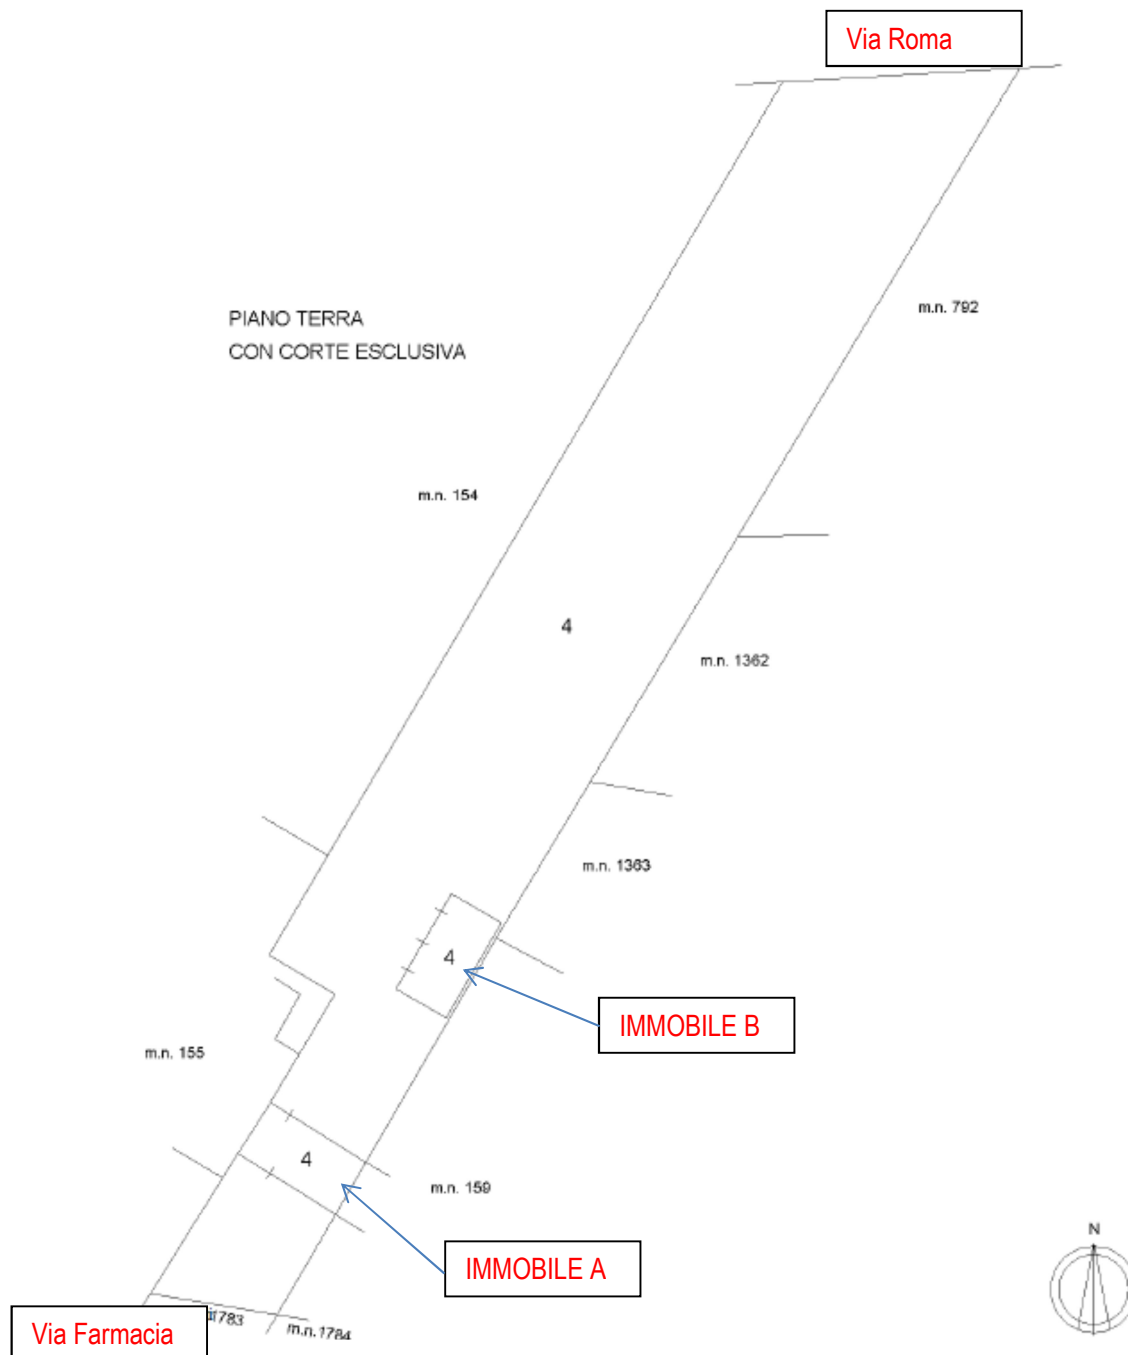 Via Roma
m.n. 792
PIANO TERRA
CON CORTE ESCLUSIVA
m.n. 154
4
m.n. 1362
m.n. 1363
4
IMMOBILE B
m.n. 155
4
m.n. 159
N
IMMOBILE A
1783
m.n.1784
Via Farmacia